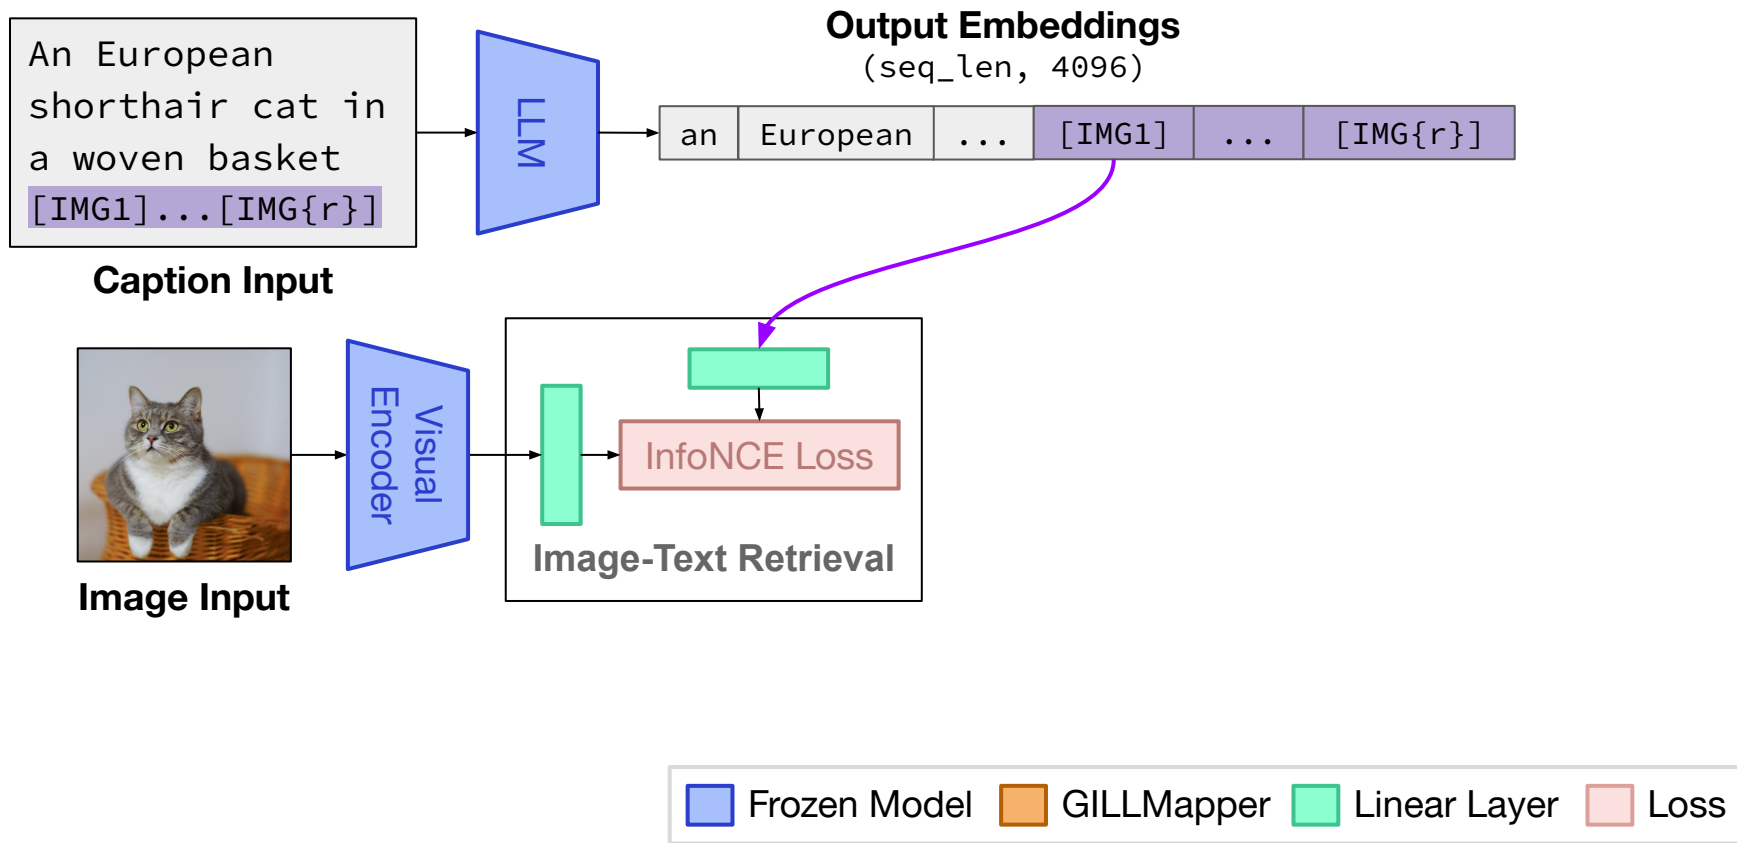 An European
shorthair cat in
a woven basket
[IMG1]...[IMG{r}]
Caption Input
LLM
Output Embeddings
(seq_len, 4096)
an European ... [IMG1] ... [IMG{r}]
Image Input
Visual
Encoder
InfoNCE Loss
Image-Text Retrieval
Frozen Model GILLMapper Linear Layer Loss